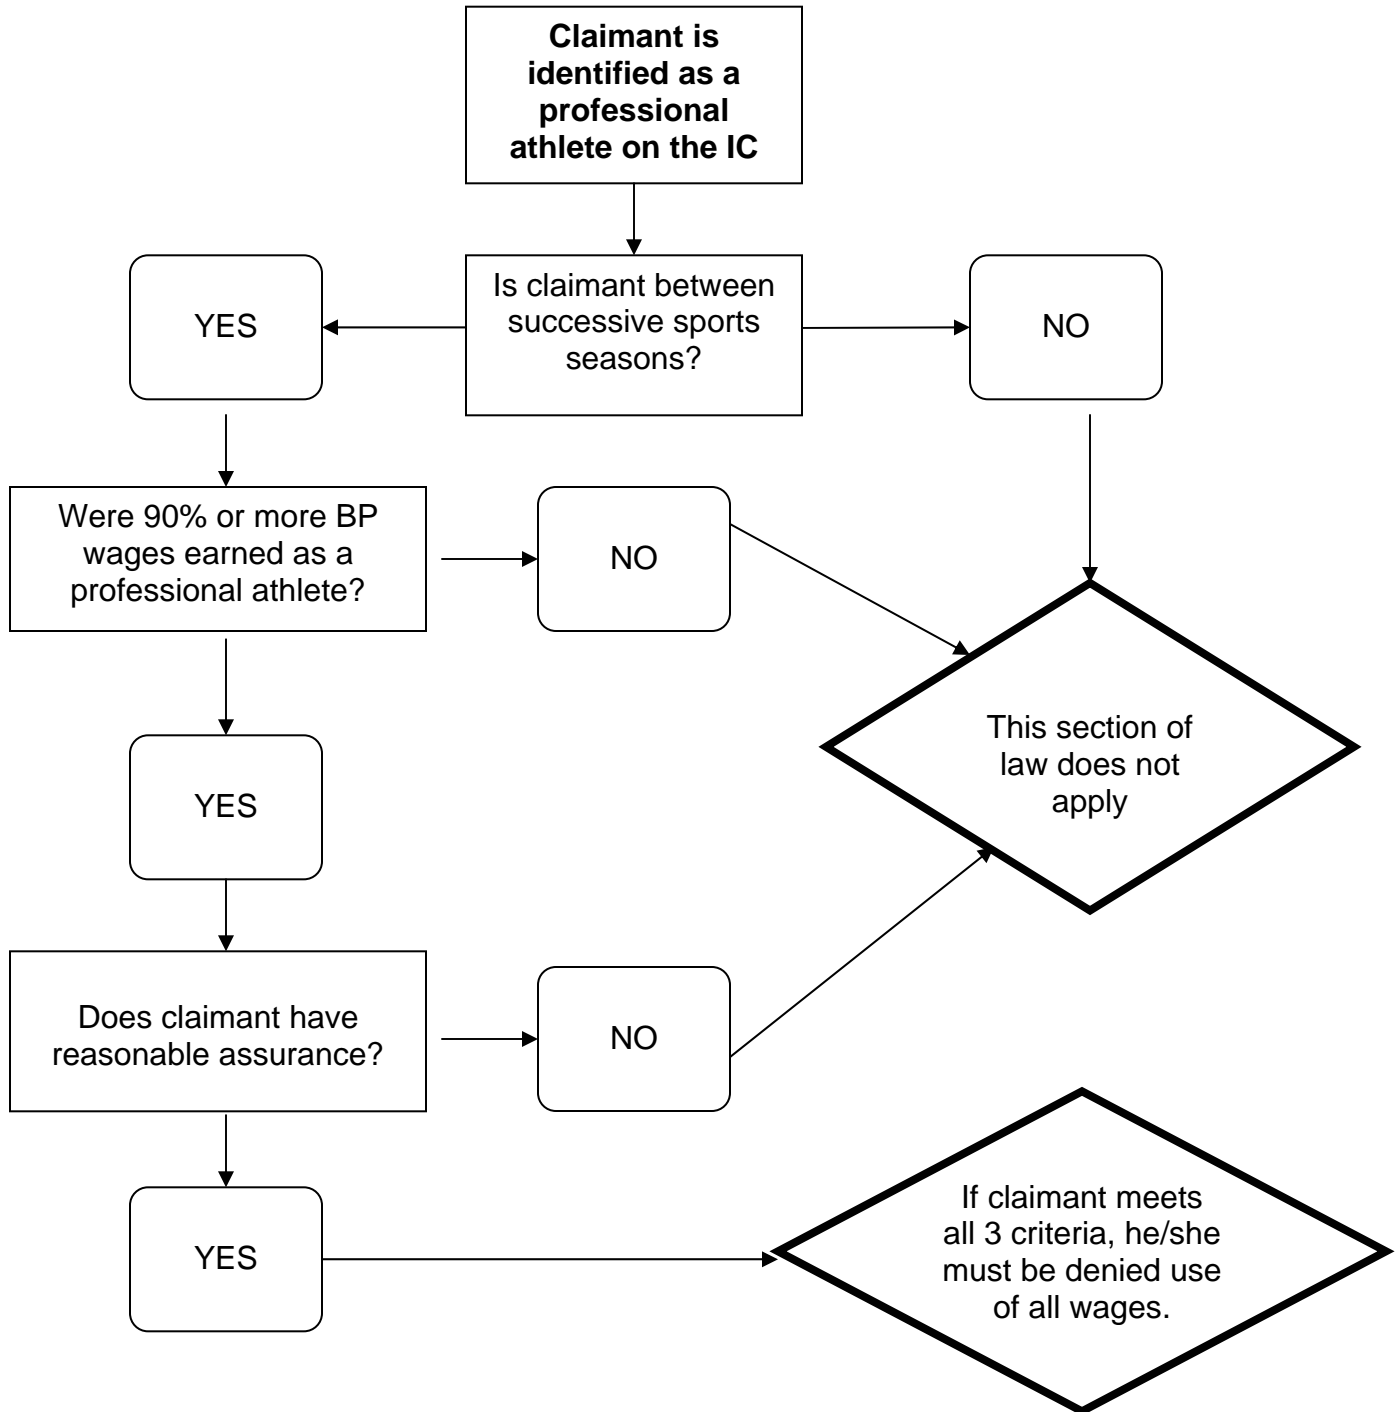 Claimant is
identified as a
professional
athlete on the IC
YES
Is claimant between
successive sports
seasons?
NO
Were 90% or more BP
wages earned as a
professional athlete?
NO
This section of
law does not
apply
YES
Does claimant have
reasonable assurance?
NO
YES
If claimant meets
all 3 criteria, he/she
must be denied use
of all wages.